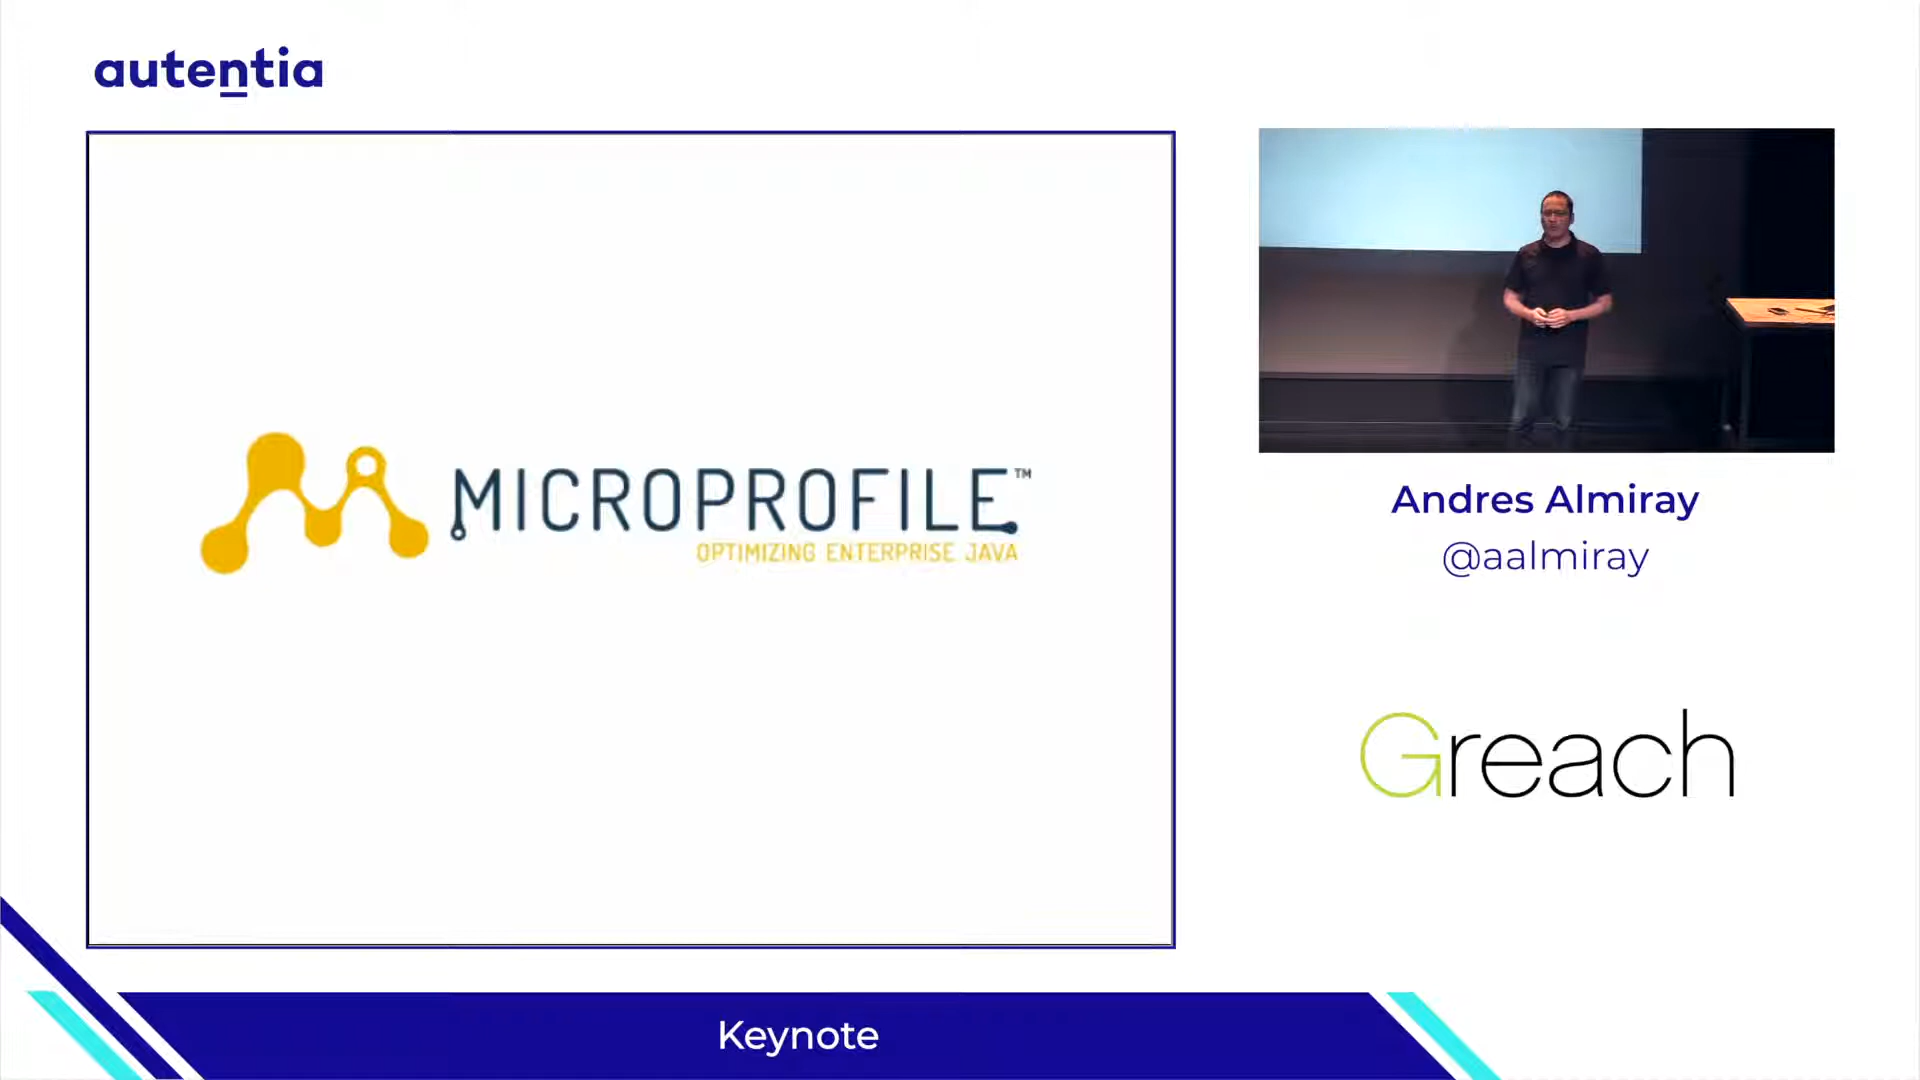 autentia
MICROPROFILE™
OPTIMIZING ENTERPRISE JAVA
Andres Almiray
@aalmiray
Greach
Keynote